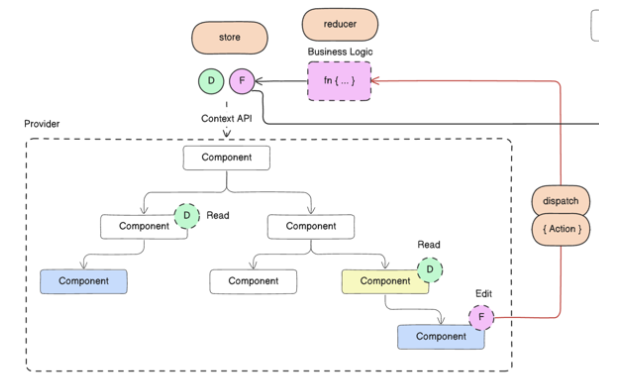 reducer
store
Business Logic
D
F
fn { ... }
Context API
Provider
Component
dispatch
{ Action }
Component
D
Read
Component
Read
D
Component
Component
Component
Edit
F
Component